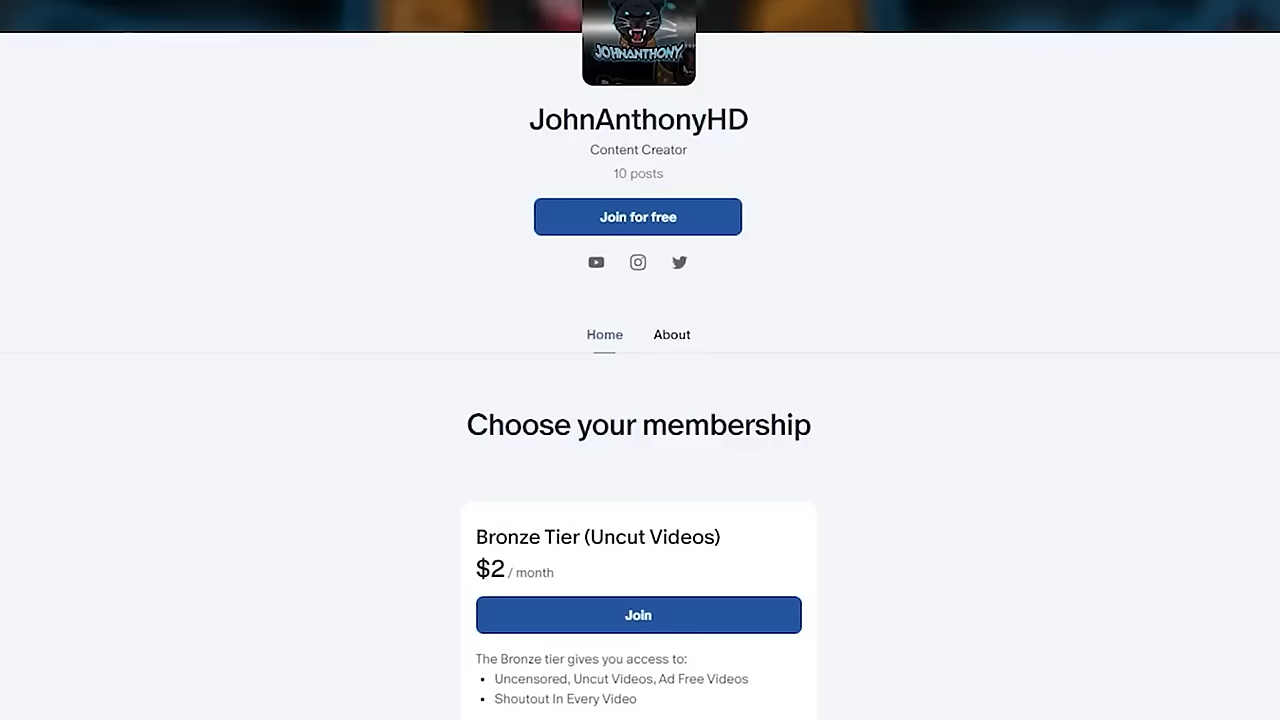 JOHNANTHONY
JohnAnthonyHD
Content Creator
10 posts
Join for free
Home About
Choose your membership
Bronze Tier (Uncut Videos)
$2 / month
Join
The Bronze tier gives you access to:
• Uncensored, Uncut Videos, Ad Free Videos
• Shoutout In Every Video